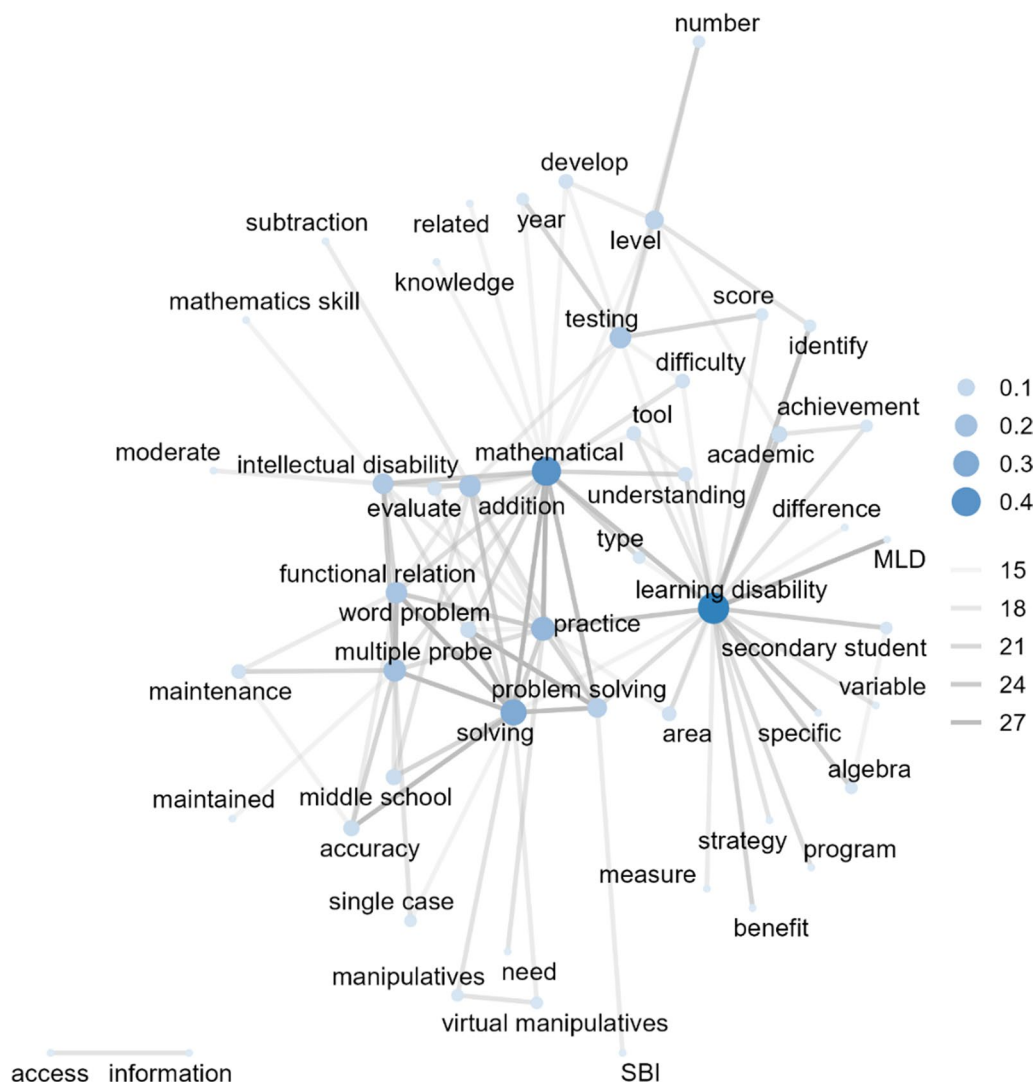 number
develop
subtraction
related
year
level
knowledge
mathematics skill
score
testing
identify
difficulty
achievement
tool
moderate
intellectual disability
mathematical
academic
evaluate
addition
understanding
difference
type
MLD
functional relation
learning disability
word problem
practice
multiple probe
secondary student
maintenance
problem solving
variable
solving
area
specific
algebra
maintained
middle school
accuracy
strategy
program
measure
single case
benefit
manipulatives
need
virtual manipulatives
access
information
SBI
0.1
0.2
0.3
0.4
15
18
21
24
27